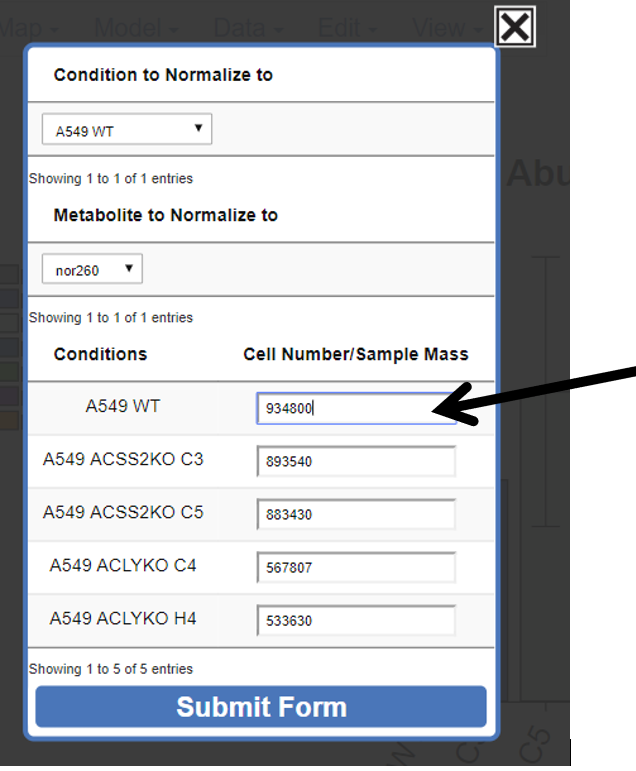 Map Model Data Edit View
Condition to Normalize to
A549 WT
Showing 1 to 1 of 1 entries
Abu
Metabolite to Normalize to
nor260
Showing 1 to 1 of 1 entries
Conditions Cell Number/Sample Mass
A549 WT 934800
A549 ACSS2KO C3 893540
A549 ACSS2KO C5 883430
A549 ACLYKO C4 567807
A549 ACLYKO H4 533630
Showing 1 to 5 of 5 entries
Submit Form
C5